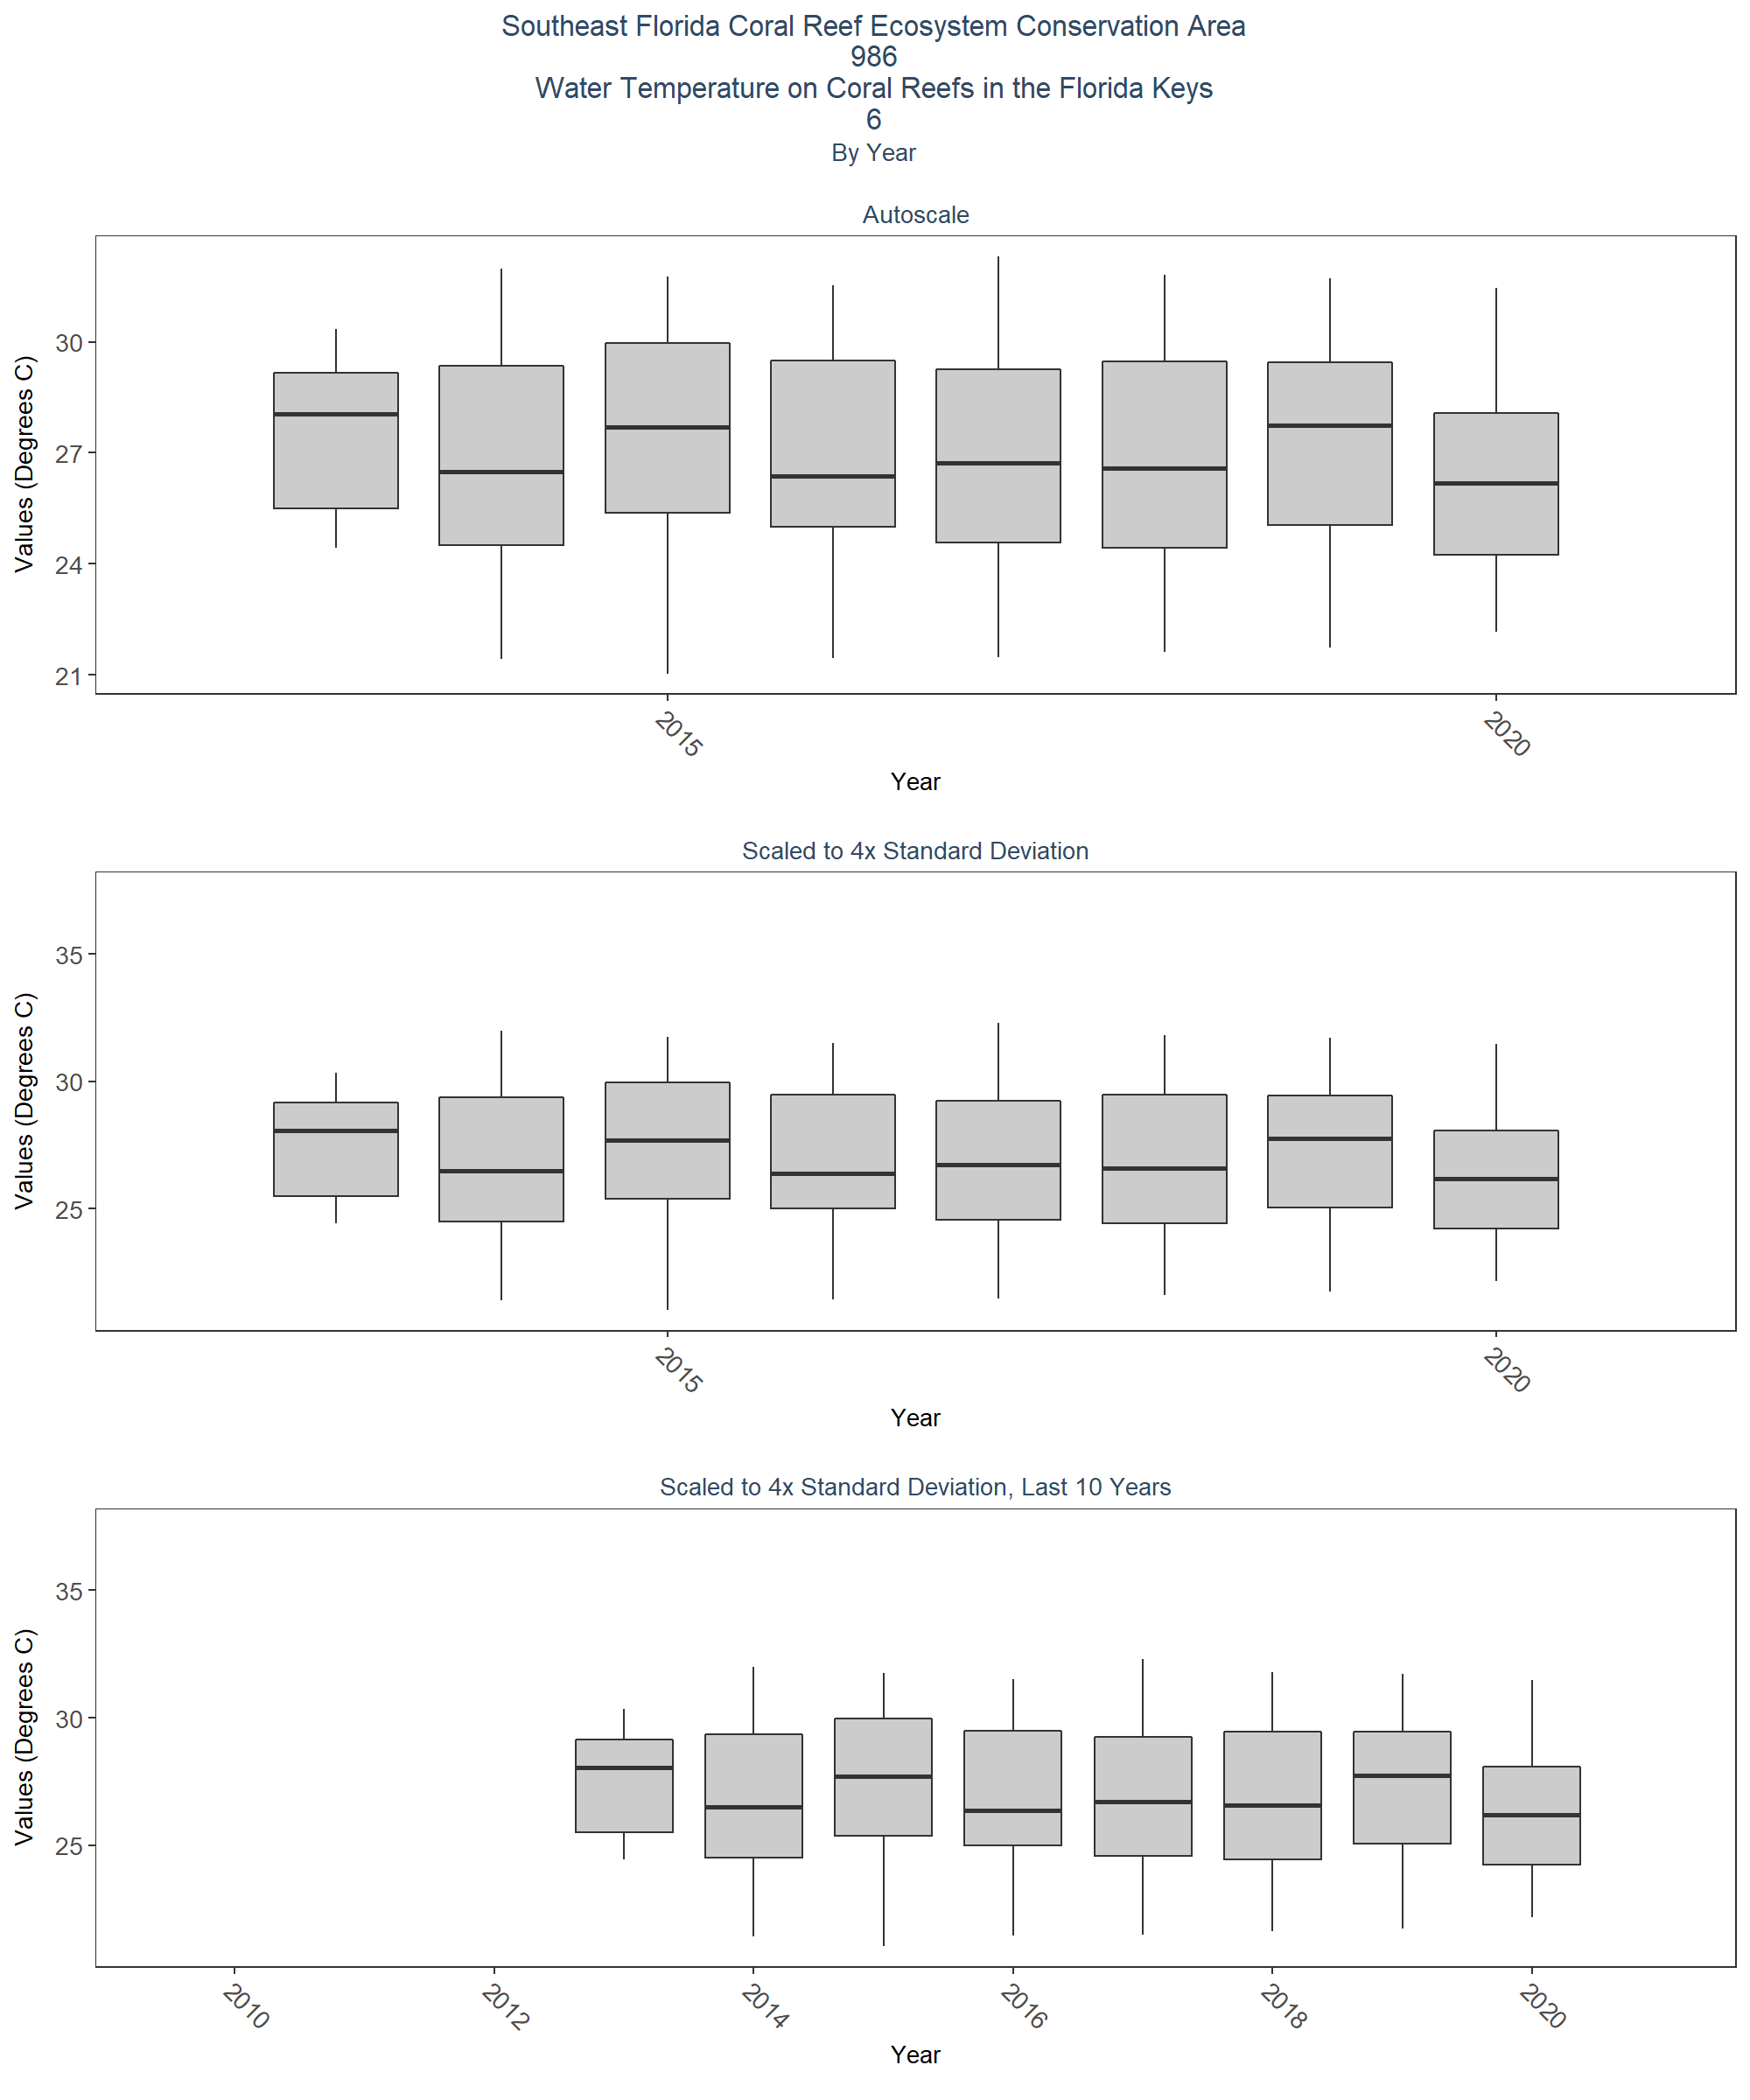 Southeast Florida Coral Reef Ecosystem Conservation Area
986
Water Temperature on Coral Reefs in the Florida Keys
6
By Year
Autoscale
Values (Degrees C)
30
27
24
21
2015
2020
Year
Scaled to 4x Standard Deviation
Values (Degrees C)
35
30
25
2015
2020
Year
Scaled to 4x Standard Deviation, Last 10 Years
Values (Degrees C)
35
30
25
2010
2012
2014
2016
2018
2020
Year